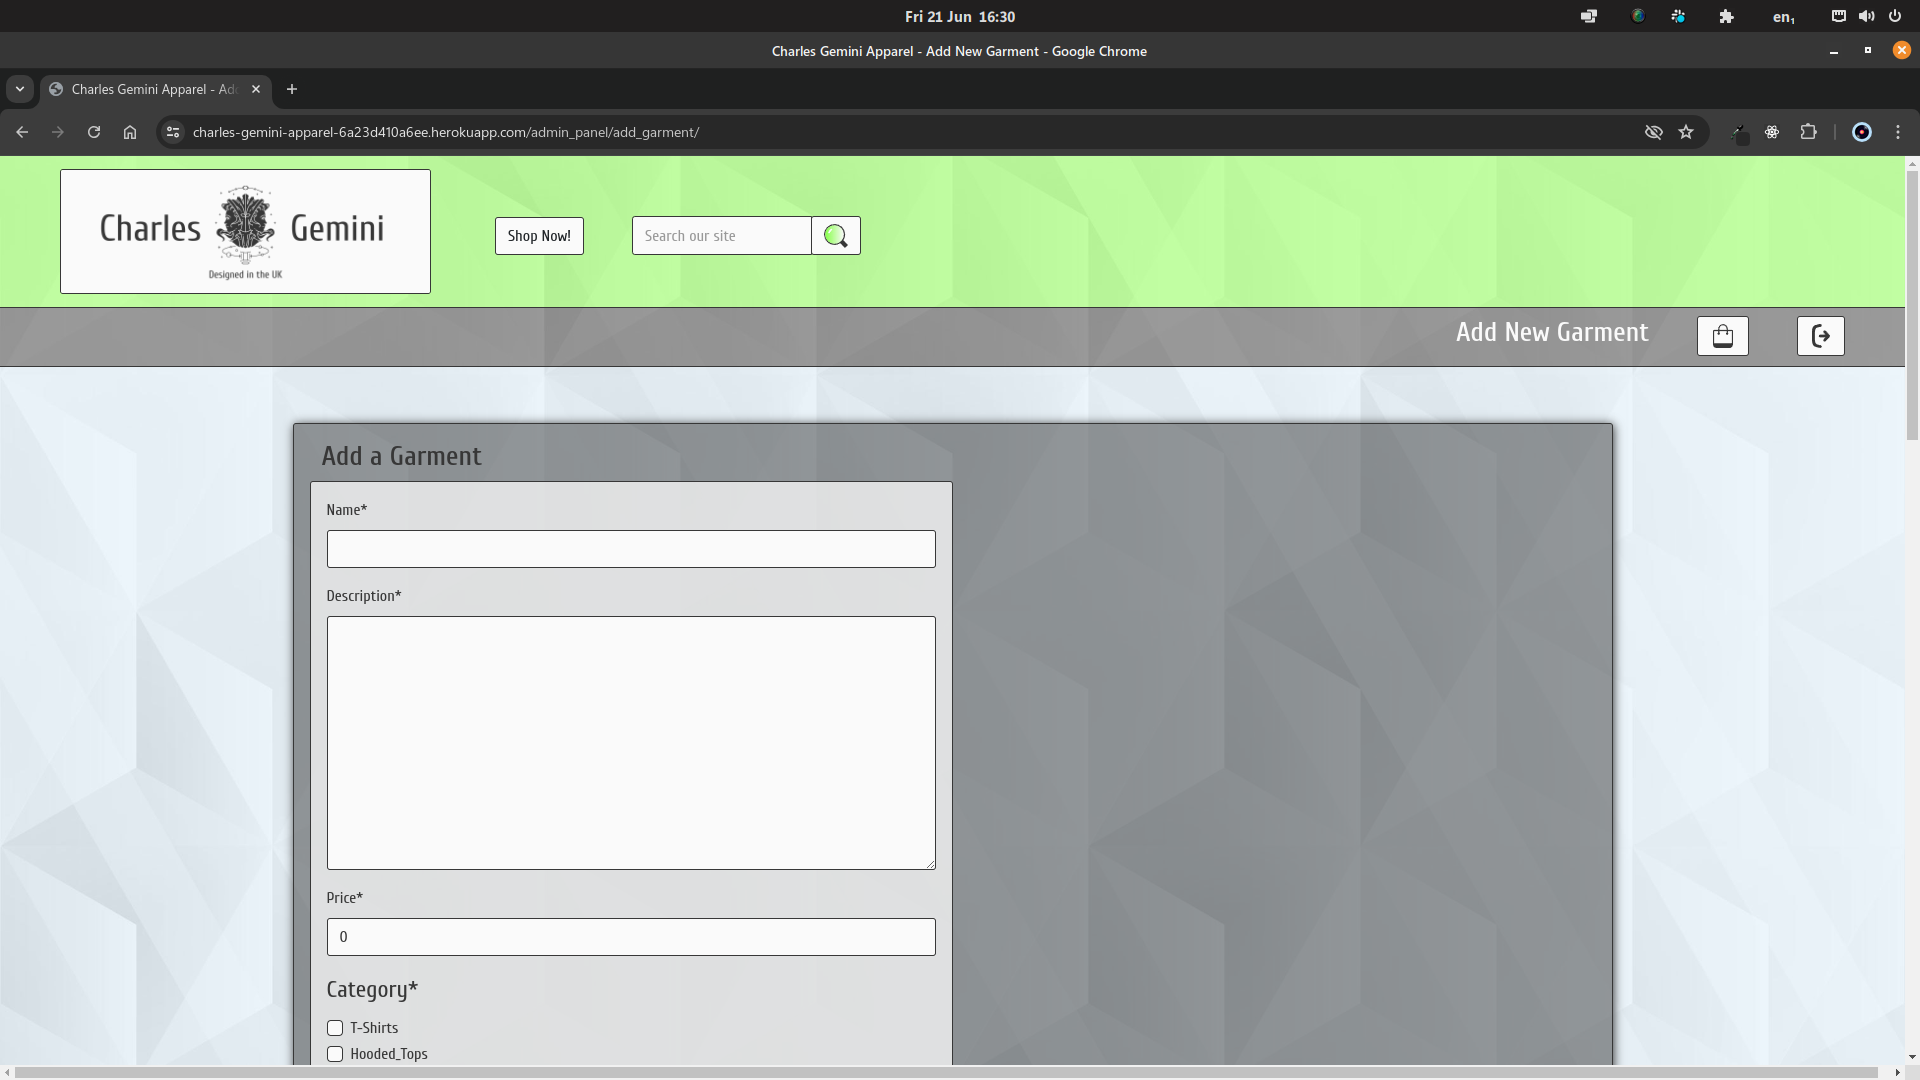 Fri 21 Jun 16:30
en1
Charles Gemini Apparel - Add New Garment - Google Chrome
Charles Gemini Apparel - Add
charles-gemini-apparel-6a23d410a6ee.herokuapp.com/admin_panel/add_garment/
Charles Gemini
Designed in the UK
Shop Now!
Search our site
Add New Garment
Add a Garment
Name*
Description*
Price*
0
Category*
T-Shirts
Hooded_Tops